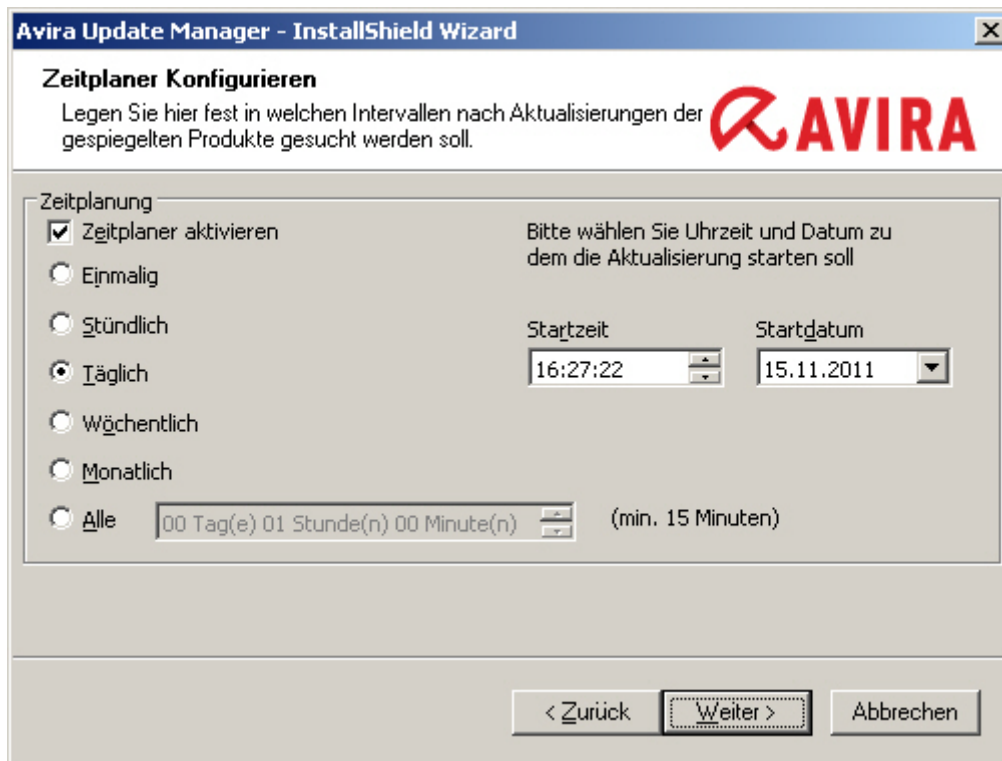 Avira Update Manager - InstallShield Wizard
Zeitplaner Konfigurieren
Legen Sie hier fest in welchen Intervallen nach Aktualisierungen der
gespiegelten Produkte gesucht werden soll.
AVIRA
Zeitplanung
Zeitplaner aktivieren
Einmalig
Stündlich
Täglich
Wöchentlich
Monatlich
Alle 00 Tag(e) 01 Stunde(n) 00 Minute(n) (min. 15 Minuten)
Bitte wählen Sie Uhrzeit und Datum zu
dem die Aktualisierung starten soll
Startzeit Startdatum
16:27:22 15.11.2011
< Zurück Weiter > Abbrechen